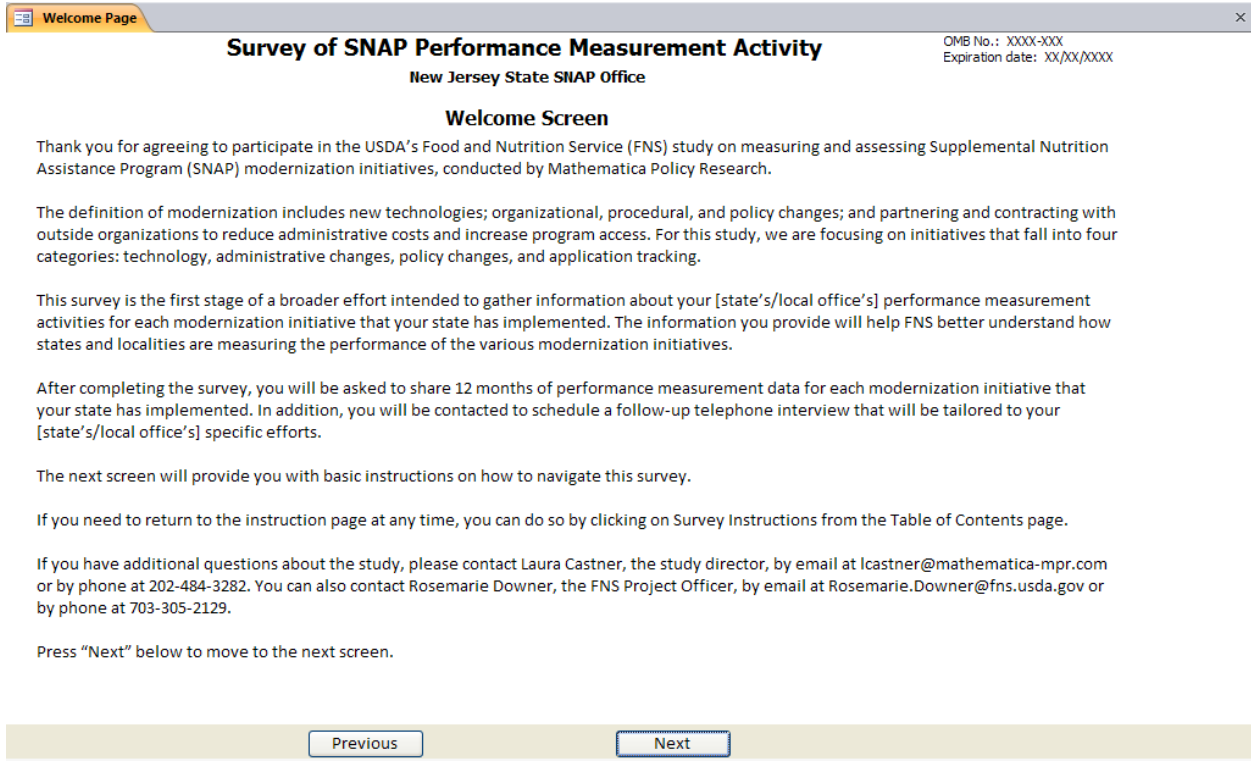 Welcome Page
Survey of SNAP Performance Measurement Activity
OMB No.: XXXX-XXX
Expiration date: XX/XX/XXXX
New Jersey State SNAP Office
Welcome Screen
Thank you for agreeing to participate in the USDA's Food and Nutrition Service (FNS) study on measuring and assessing Supplemental Nutrition
Assistance Program (SNAP) modernization initiatives, conducted by Mathematica Policy Research.
The definition of modernization includes new technologies; organizational, procedural, and policy changes; and partnering and contracting with
outside organizations to reduce administrative costs and increase program access. For this study, we are focusing on initiatives that fall into four
categories: technology, administrative changes, policy changes, and application tracking.
This survey is the first stage of a broader effort intended to gather information about your [state's/local office's] performance measurement
activities for each modernization initiative that your state has implemented. The information you provide will help FNS better understand how
states and localities are measuring the performance of the various modernization initiatives.
After completing the survey, you will be asked to share 12 months of performance measurement data for each modernization initiative that
your state has implemented. In addition, you will be contacted to schedule a follow-up telephone interview that will be tailored to your
[state's/local office's] specific efforts.
The next screen will provide you with basic instructions on how to navigate this survey.
If you need to return to the instruction page at any time, you can do so by clicking on Survey Instructions from the Table of Contents page.
If you have additional questions about the study, please contact Laura Castner, the study director, by email at lcastner@mathematica-mpr.com
or by phone at 202-484-3282. You can also contact Rosemarie Downer, the FNS Project Officer, by email at Rosemarie.Downer@fns.usda.gov or
by phone at 703-305-2129.
Press "Next" below to move to the next screen.
Previous
Next